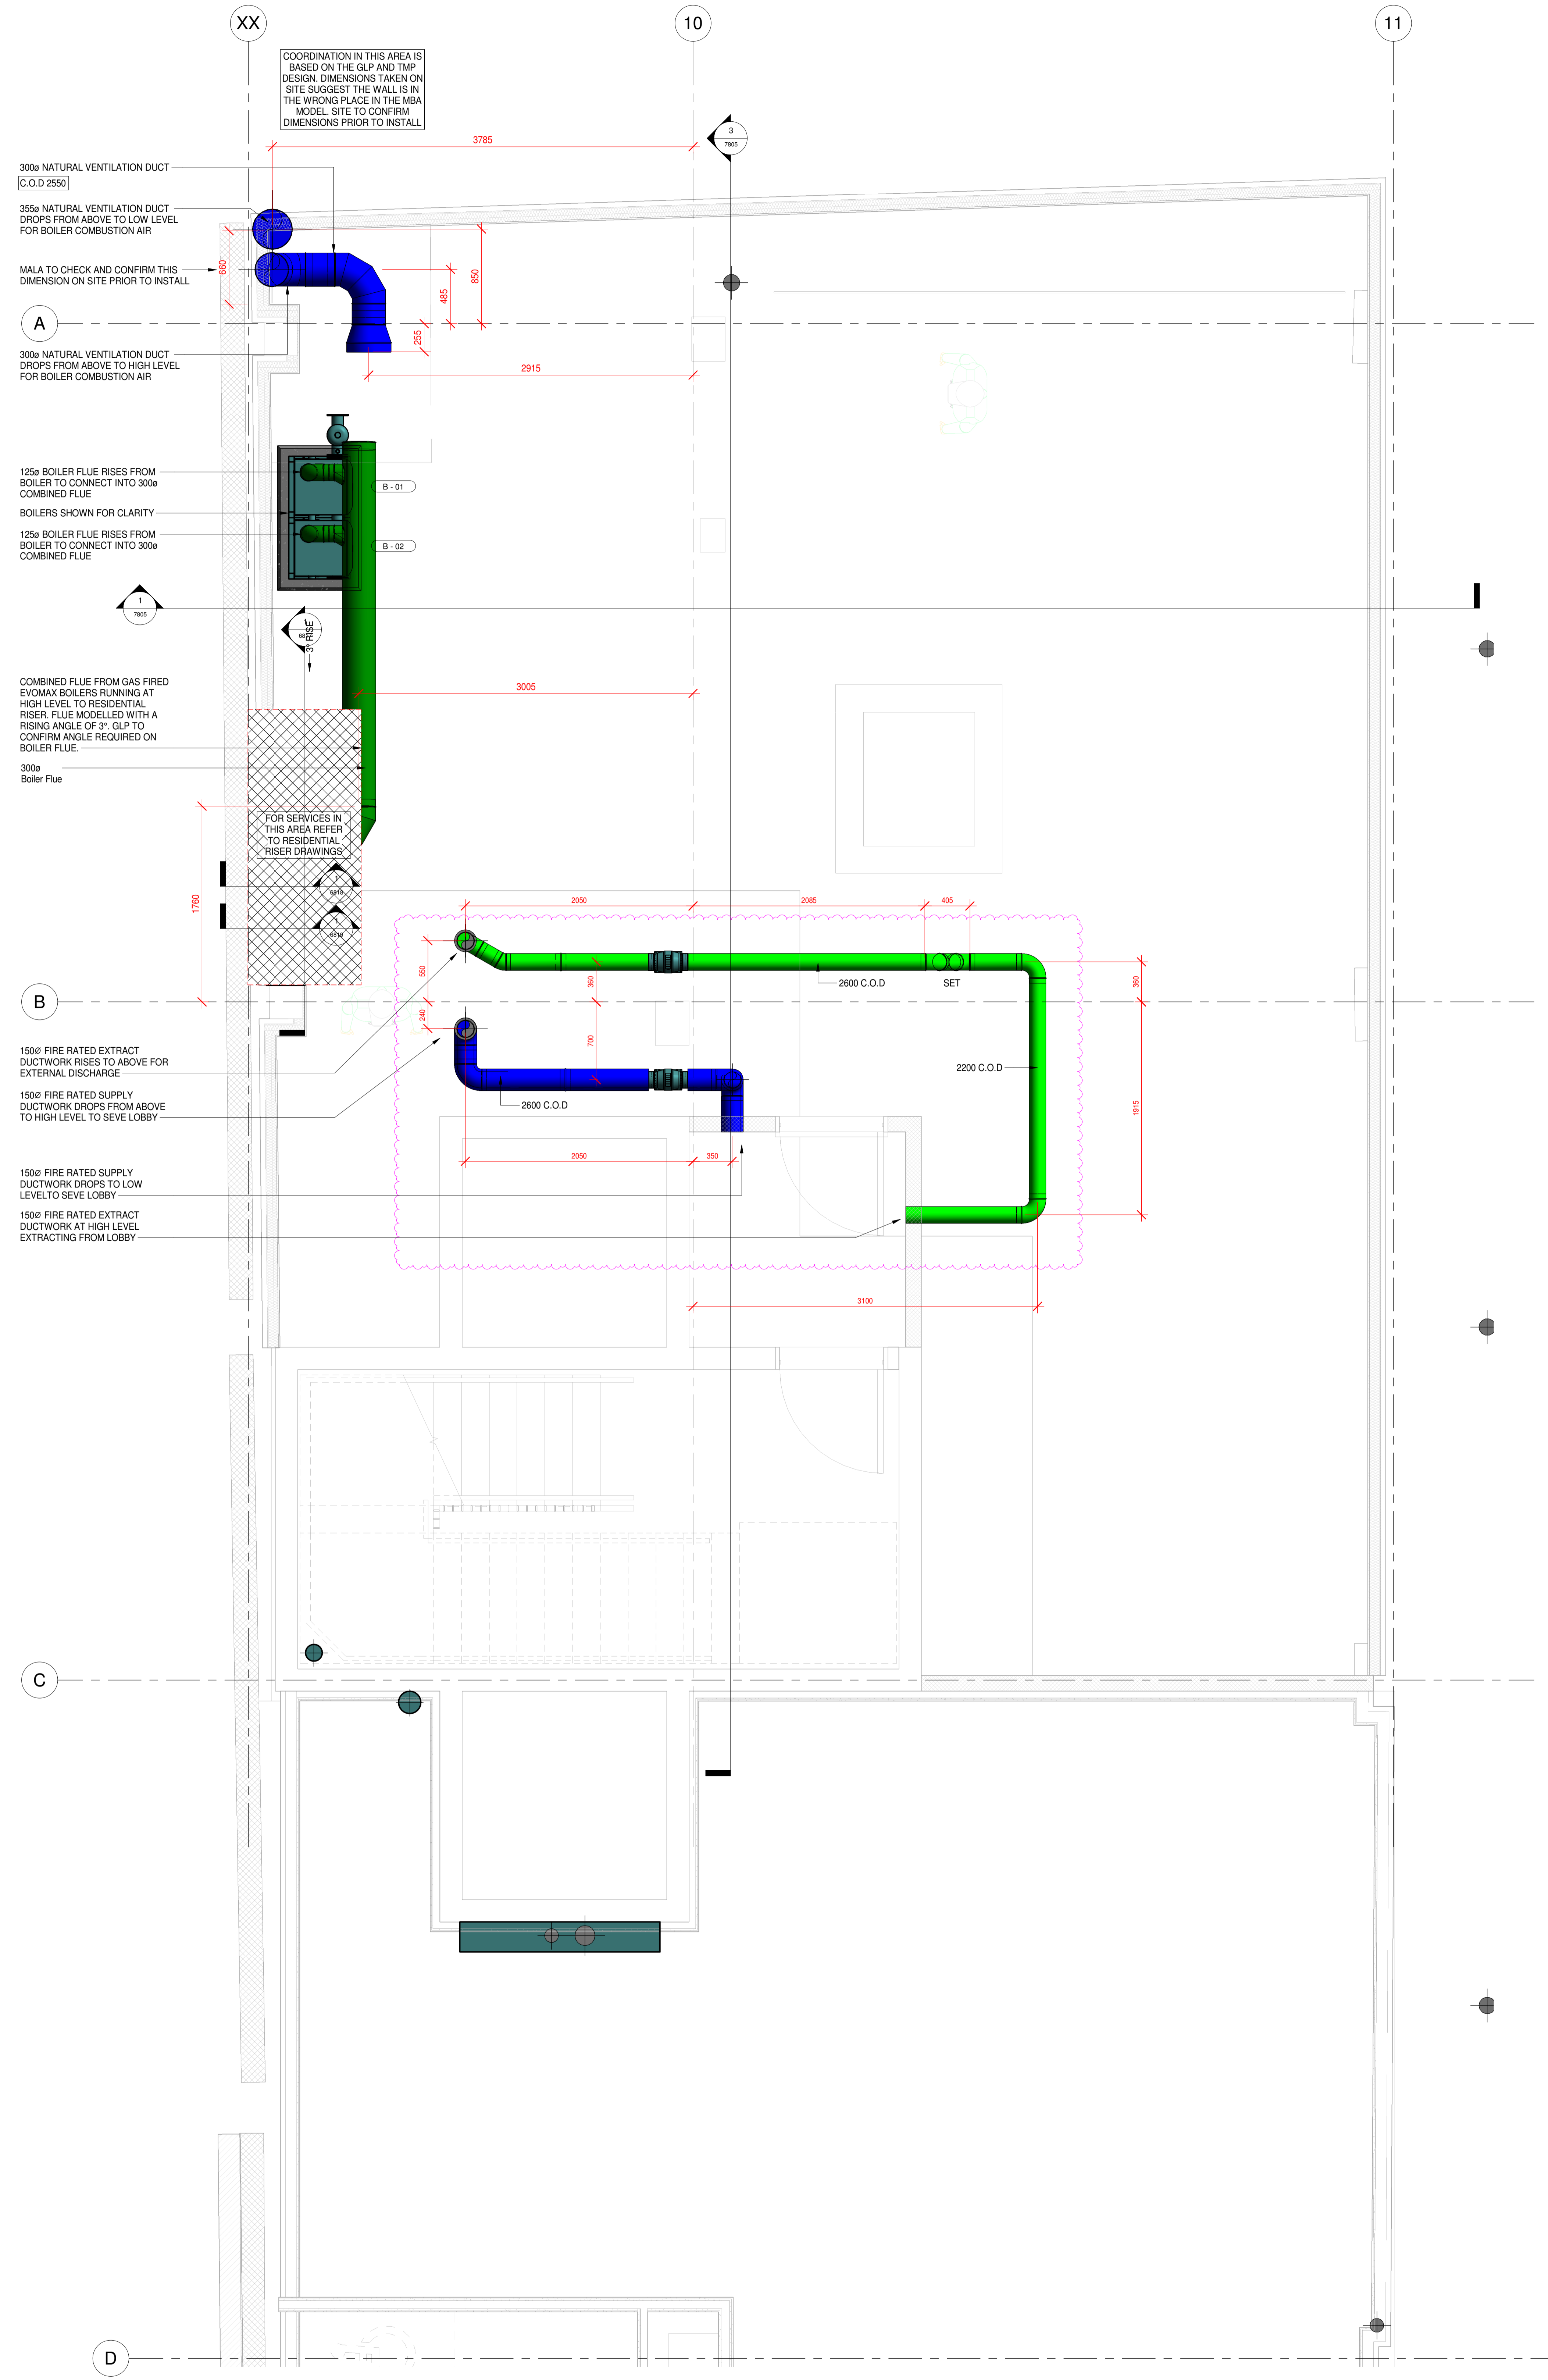 XX
10
11
COORDINATION IN THIS AREA IS
BASED ON THE GLP AND TMP
DESIGN. DIMENSIONS TAKEN ON
SITE SUGGEST THE WALL IS IN
THE WRONG PLACE IN THE MBA
MODEL. SITE TO CONFIRM
DIMENSIONS PRIOR TO INSTALL
3785
3
7805
300ø NATURAL VENTILATION DUCT
C.O.D 2550
355ø NATURAL VENTILATION DUCT
DROPS FROM ABOVE TO LOW LEVEL
FOR BOILER COMBUSTION AIR
MALA TO CHECK AND CONFIRM THIS
DIMENSION ON SITE PRIOR TO INSTALL
660
850
485
255
A
300ø NATURAL VENTILATION DUCT
DROPS FROM ABOVE TO HIGH LEVEL
FOR BOILER COMBUSTION AIR
2915
125ø BOILER FLUE RISES FROM
BOILER TO CONNECT INTO 300ø
COMBINED FLUE
B - 01
BOILERS SHOWN FOR CLARITY
125ø BOILER FLUE RISES FROM
BOILER TO CONNECT INTO 300ø
COMBINED FLUE
B - 02
1
7805
3° RISE
COMBINED FLUE FROM GAS FIRED
EVOMAX BOILERS RUNNING AT
HIGH LEVEL TO RESIDENTIAL
RISER. FLUE MODELLED WITH A
RISING ANGLE OF 3°. GLP TO
CONFIRM ANGLE REQUIRED ON
BOILER FLUE.
3005
300ø
Boiler Flue
FOR SERVICES IN
THIS AREA REFER
TO RESIDENTIAL
RISER DRAWINGS
1760
1
1
6819
2050
2085
405
550
360
360
2600 C.O.D
SET
B
240
700
150Ø FIRE RATED EXTRACT
DUCTWORK RISES TO ABOVE FOR
EXTERNAL DISCHARGE
2200 C.O.D
150Ø FIRE RATED SUPPLY
DUCTWORK DROPS FROM ABOVE
TO HIGH LEVEL TO SEVE LOBBY
2600 C.O.D
1915
2050
350
150Ø FIRE RATED SUPPLY
DUCTWORK DROPS TO LOW
LEVELTO SEVE LOBBY
150Ø FIRE RATED EXTRACT
DUCTWORK AT HIGH LEVEL
EXTRACTING FROM LOBBY
3100
C
D